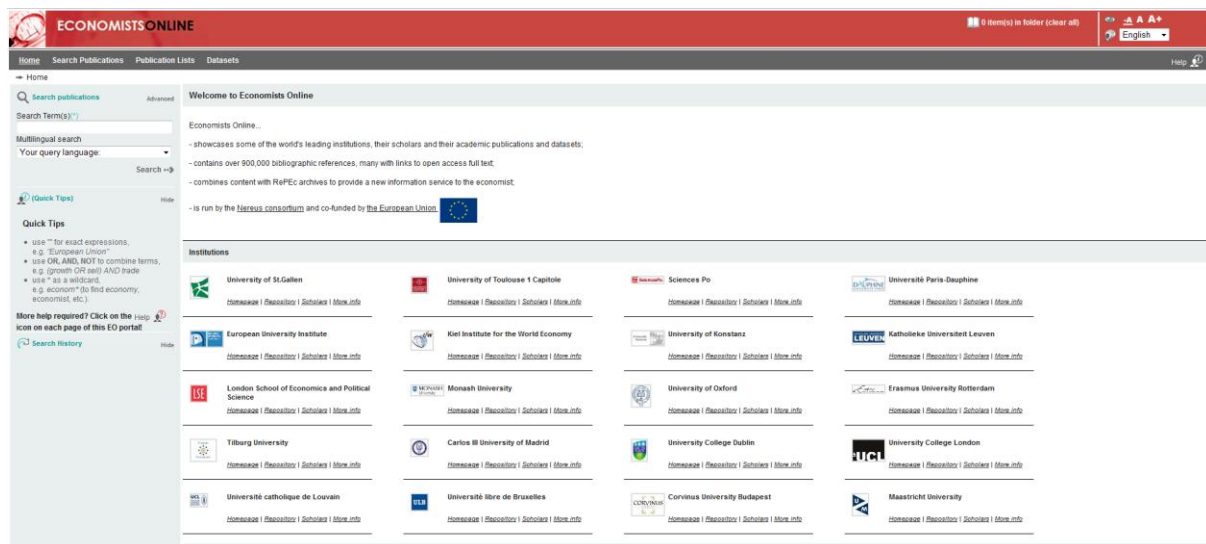 ECONOMISTSONLINE
0 item(s) in folder (clear all)
-A A A+
English
Home Search Publications Publication Lists Datasets
Help
Home
Search publications Advanced
Search Term(s)(*)
Multilingual search
Your query language:
Search
(Quick Tips) Hide
Quick Tips
use "" for exact expressions,
e.g. "European Union"
use OR, AND, NOT to combine terms,
e.g. (growth OR sell) AND trade
use * as a wildcard,
e.g. econom* (to find economy,
economist, etc.).
More help required? Click on the Help
icon on each page of this EO portal!
Search History Hide
Welcome to Economists Online
Economists Online...
- showcases some of the world's leading institutions, their scholars and their academic publications and datasets;
- contains over 900,000 bibliographic references, many with links to open access full text;
- combines content with RePEc archives to provide a new information service to the economist;
- is run by the Nereus consortium and co-funded by the European Union
Institutions
University of St.Gallen
Homepage | Repository | Scholars | More info
University of Toulouse 1 Capitole
Homepage | Repository | Scholars | More info
Sciences Po
Homepage | Repository | Scholars | More info
DAUPHINE
Université Paris-Dauphine
Homepage | Repository | Scholars | More info
European University Institute
Homepage | Repository | Scholars | More info
Kiel Institute for the World Economy
Homepage | Repository | Scholars | More info
University of Konstanz
Homepage | Repository | Scholars | More info
LEUVEN
Katholieke Universiteit Leuven
Homepage | Repository | Scholars | More info
LSE
London School of Economics and Political
Science
Homepage | Repository | Scholars | More info
MONASH University
Monash University
Homepage | Repository | Scholars | More info
University of Oxford
Homepage | Repository | Scholars | More info
Erasmus University Rotterdam
Homepage | Repository | Scholars | More info
Tilburg University
Homepage | Repository | Scholars | More info
Carlos III University of Madrid
Homepage | Repository | Scholars | More info
University College Dublin
Homepage | Repository | Scholars | More info
UCL
University College London
Homepage | Repository | Scholars | More info
UCL
Université catholique de Louvain
Homepage | Repository | Scholars | More info
ULB
Université libre de Bruxelles
Homepage | Repository | Scholars | More info
CORVINUS
Corvinus University Budapest
Homepage | Repository | Scholars | More info
UM
Maastricht University
Homepage | Repository | Scholars | More info